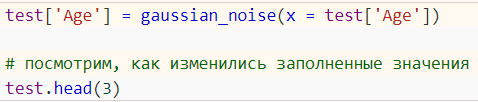 test['Age'] = gaussian_noise(x = test['Age'])
# посмотрим, как изменились заполненные значения
test.head(3)